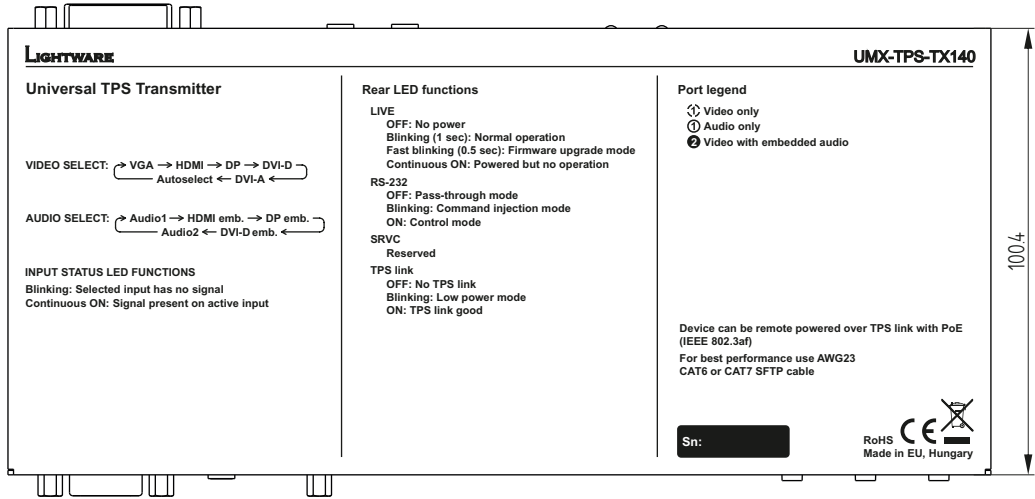 LIGHTWARE
UMX-TPS-TX140
Universal TPS Transmitter
VIDEO SELECT: → VGA → HDMI → DP → DVI-D
Autoselect ← DVI-A ←
AUDIO SELECT: → Audio1 → HDMI emb. → DP emb.
Audio2 ← DVI-D emb. ←
INPUT STATUS LED FUNCTIONS
Blinking: Selected input has no signal
Continuous ON: Signal present on active input
Rear LED functions
LIVE
OFF: No power
Blinking (1 sec): Normal operation
Fast blinking (0.5 sec): Firmware upgrade mode
Continuous ON: Powered but no operation
RS-232
OFF: Pass-through mode
Blinking: Command injection mode
ON: Control mode
SRVC
Reserved
TPS link
OFF: No TPS link
Blinking: Low power mode
ON: TPS link good
Port legend
1 Video only
① Audio only
❷ Video with embedded audio
Device can be remote powered over TPS link with PoE
(IEEE 802.3af)
For best performance use AWG23
CAT6 or CAT7 SFTP cable
Sn:
RoHS CE
Made in EU, Hungary
100.4